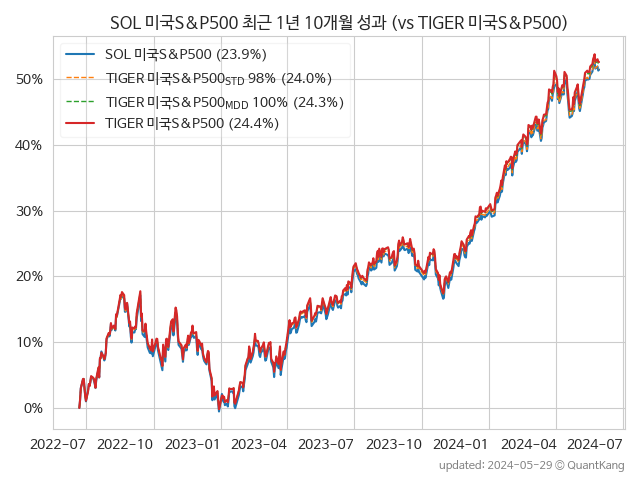 SOL 미국S&P500 최근 1년 10개월 성과 (vs TIGER 미국S&P500)
SOL 미국S&P500 (23.9%)
TIGER 미국S&P500STD 98% (24.0%)
TIGER 미국S&P500MDD 100% (24.3%)
TIGER 미국S&P500 (24.4%)
50%
40%
30%
20%
10%
0%
2022-07 2022-10 2023-01 2023-04 2023-07 2023-10 2024-01 2024-04 2024-07
updated: 2024-05-29 © QuantKang